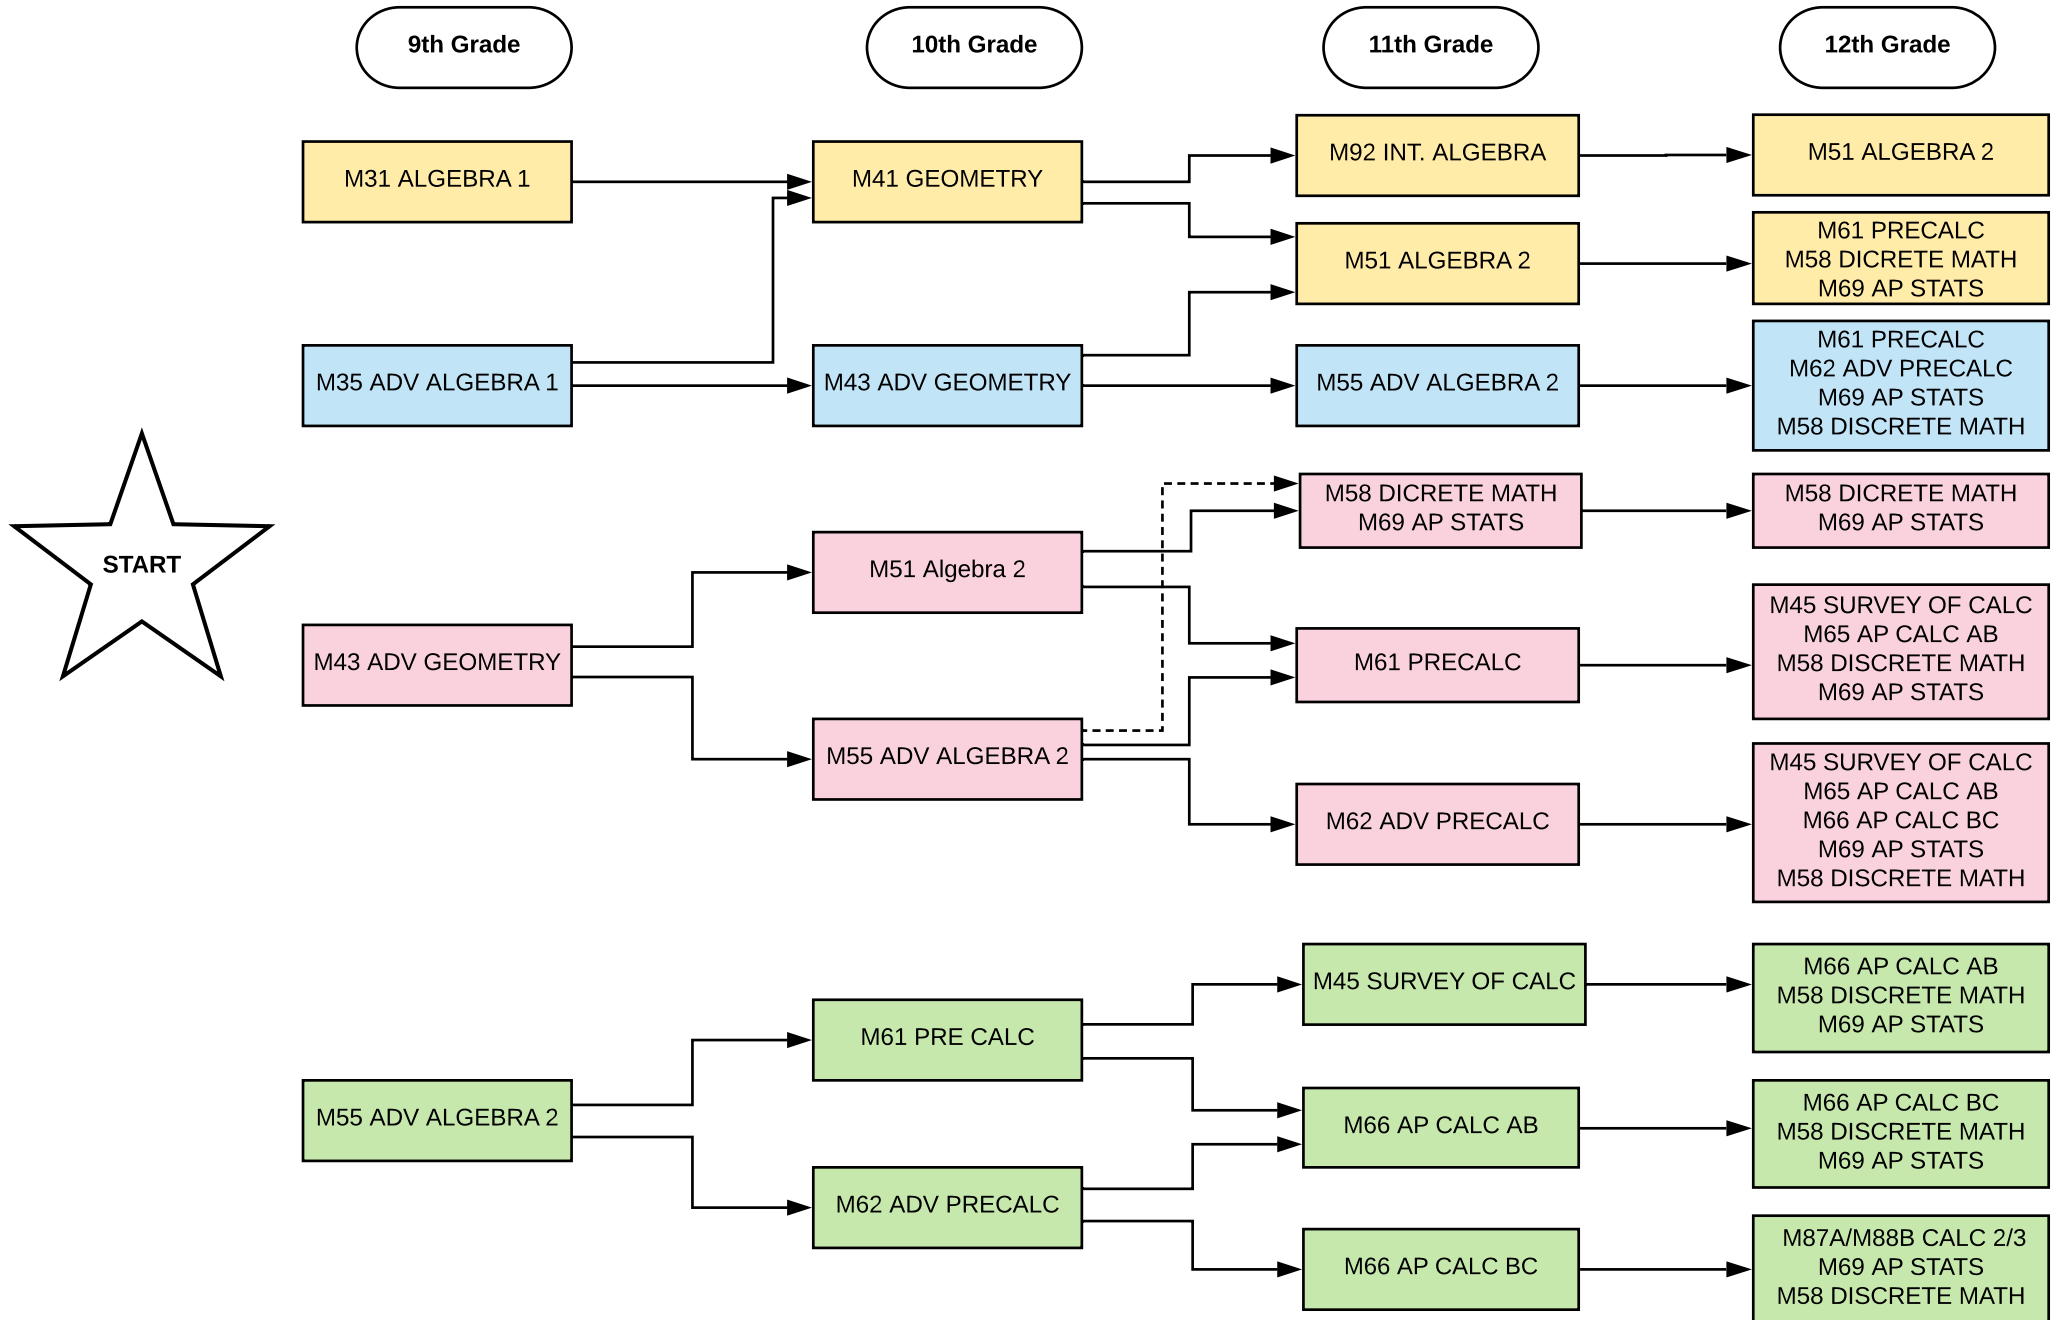 9th Grade
10th Grade
11th Grade
12th Grade
M31 ALGEBRA 1
M41 GEOMETRY
M92 INT. ALGEBRA
M51 ALGEBRA 2
M51 ALGEBRA 2
M61 PRECALC
M58 DICRETE MATH
M69 AP STATS
M35 ADV ALGEBRA 1
M43 ADV GEOMETRY
M55 ADV ALGEBRA 2
M61 PRECALC
M62 ADV PRECALC
M69 AP STATS
M58 DISCRETE MATH
START
M43 ADV GEOMETRY
M51 Algebra 2
M58 DICRETE MATH
M69 AP STATS
M58 DICRETE MATH
M69 AP STATS
M61 PRECALC
M45 SURVEY OF CALC
M65 AP CALC AB
M58 DISCRETE MATH
M69 AP STATS
M55 ADV ALGEBRA 2
M62 ADV PRECALC
M45 SURVEY OF CALC
M65 AP CALC AB
M66 AP CALC BC
M69 AP STATS
M58 DISCRETE MATH
M55 ADV ALGEBRA 2
M61 PRE CALC
M45 SURVEY OF CALC
M66 AP CALC AB
M58 DISCRETE MATH
M69 AP STATS
M66 AP CALC AB
M66 AP CALC BC
M58 DISCRETE MATH
M69 AP STATS
M62 ADV PRECALC
M66 AP CALC BC
M87A/M88B CALC 2/3
M69 AP STATS
M58 DISCRETE MATH